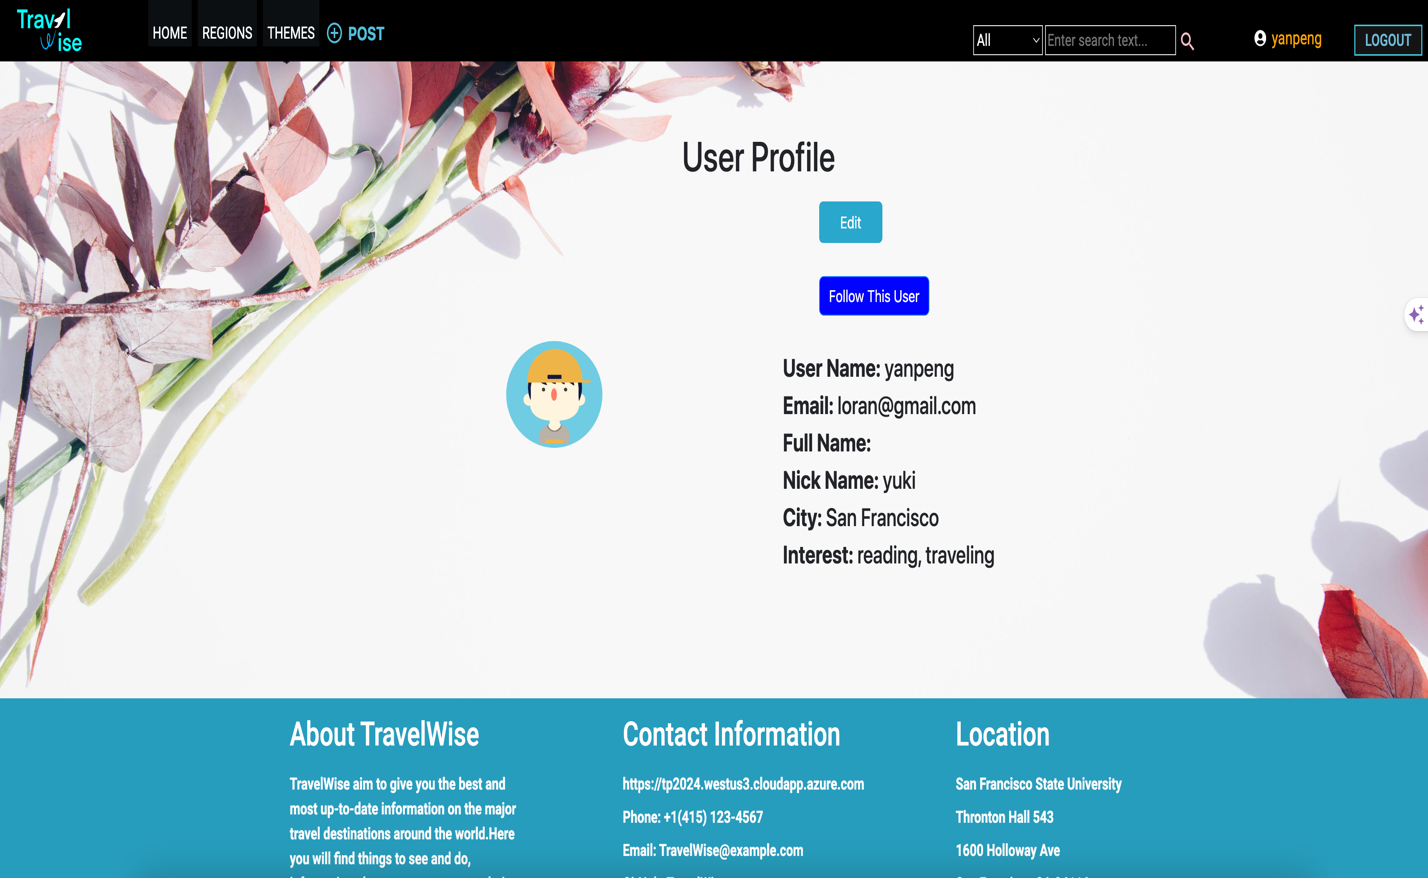 Travel
Wise
HOME REGIONS THEMES POST
All Enter search text... yanpeng LOGOUT
User Profile
Edit
Follow This User
User Name: yanpeng
Email: loran@gmail.com
Full Name:
Nick Name: yuki
City: San Francisco
Interest: reading, traveling
About TravelWise
TravelWise aim to give you the best and
most up-to-date information on the major
travel destinations around the world.Here
you will find things to see and do,
Contact Information
https://tp2024.westus3.cloudapp.azure.com
Phone: +1(415) 123-4567
Email: TravelWise@example.com
Location
San Francisco State University
Thronton Hall 543
1600 Holloway Ave